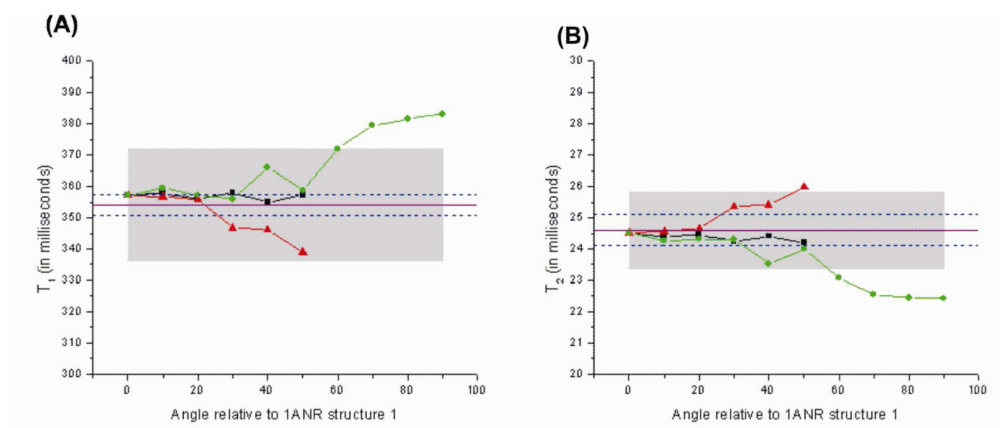 (A)
400
390
380
370
360
350
340
330
320
310
300
T1 (in milliseconds)
0 20 40 60 80 100
Angle relative to 1ANR structure 1
(B)
30
29
28
27
26
25
24
23
22
21
20
T2 (in milliseconds)
0 20 40 60 80 100
Angle relative to 1ANR structure 1